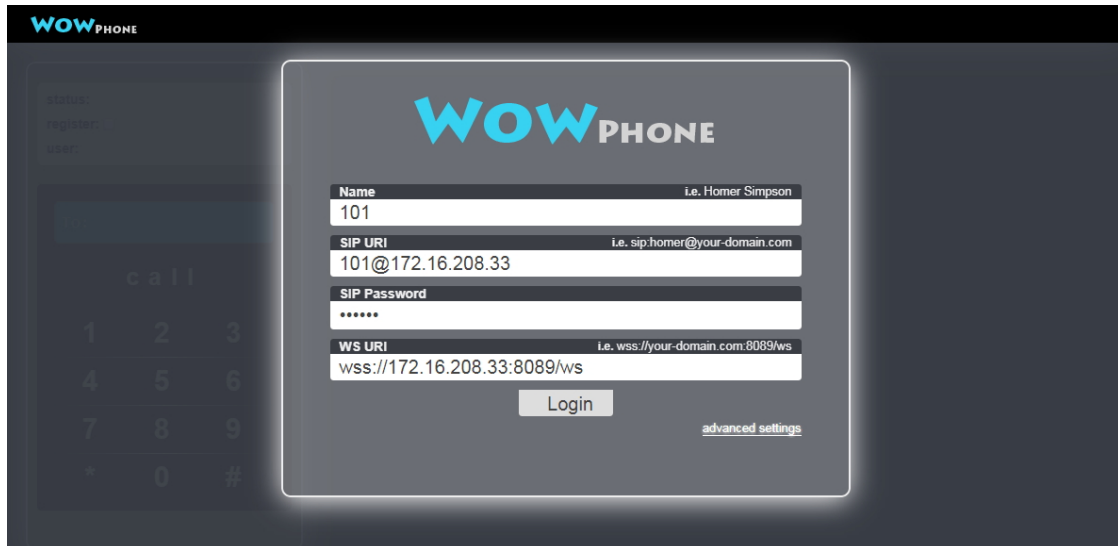 WOWPHONE
status:
register:
user:
call
1 2 3
4 5 6
7 8 9
* 0 #
WOWPHONE
Name i.e. Homer Simpson
101
SIP URI i.e. sip:homer@your-domain.com
101@172.16.208.33
SIP Password
••••••
WS URI i.e. wss://your-domain.com:8089/ws
wss://172.16.208.33:8089/ws
Login
advanced settings